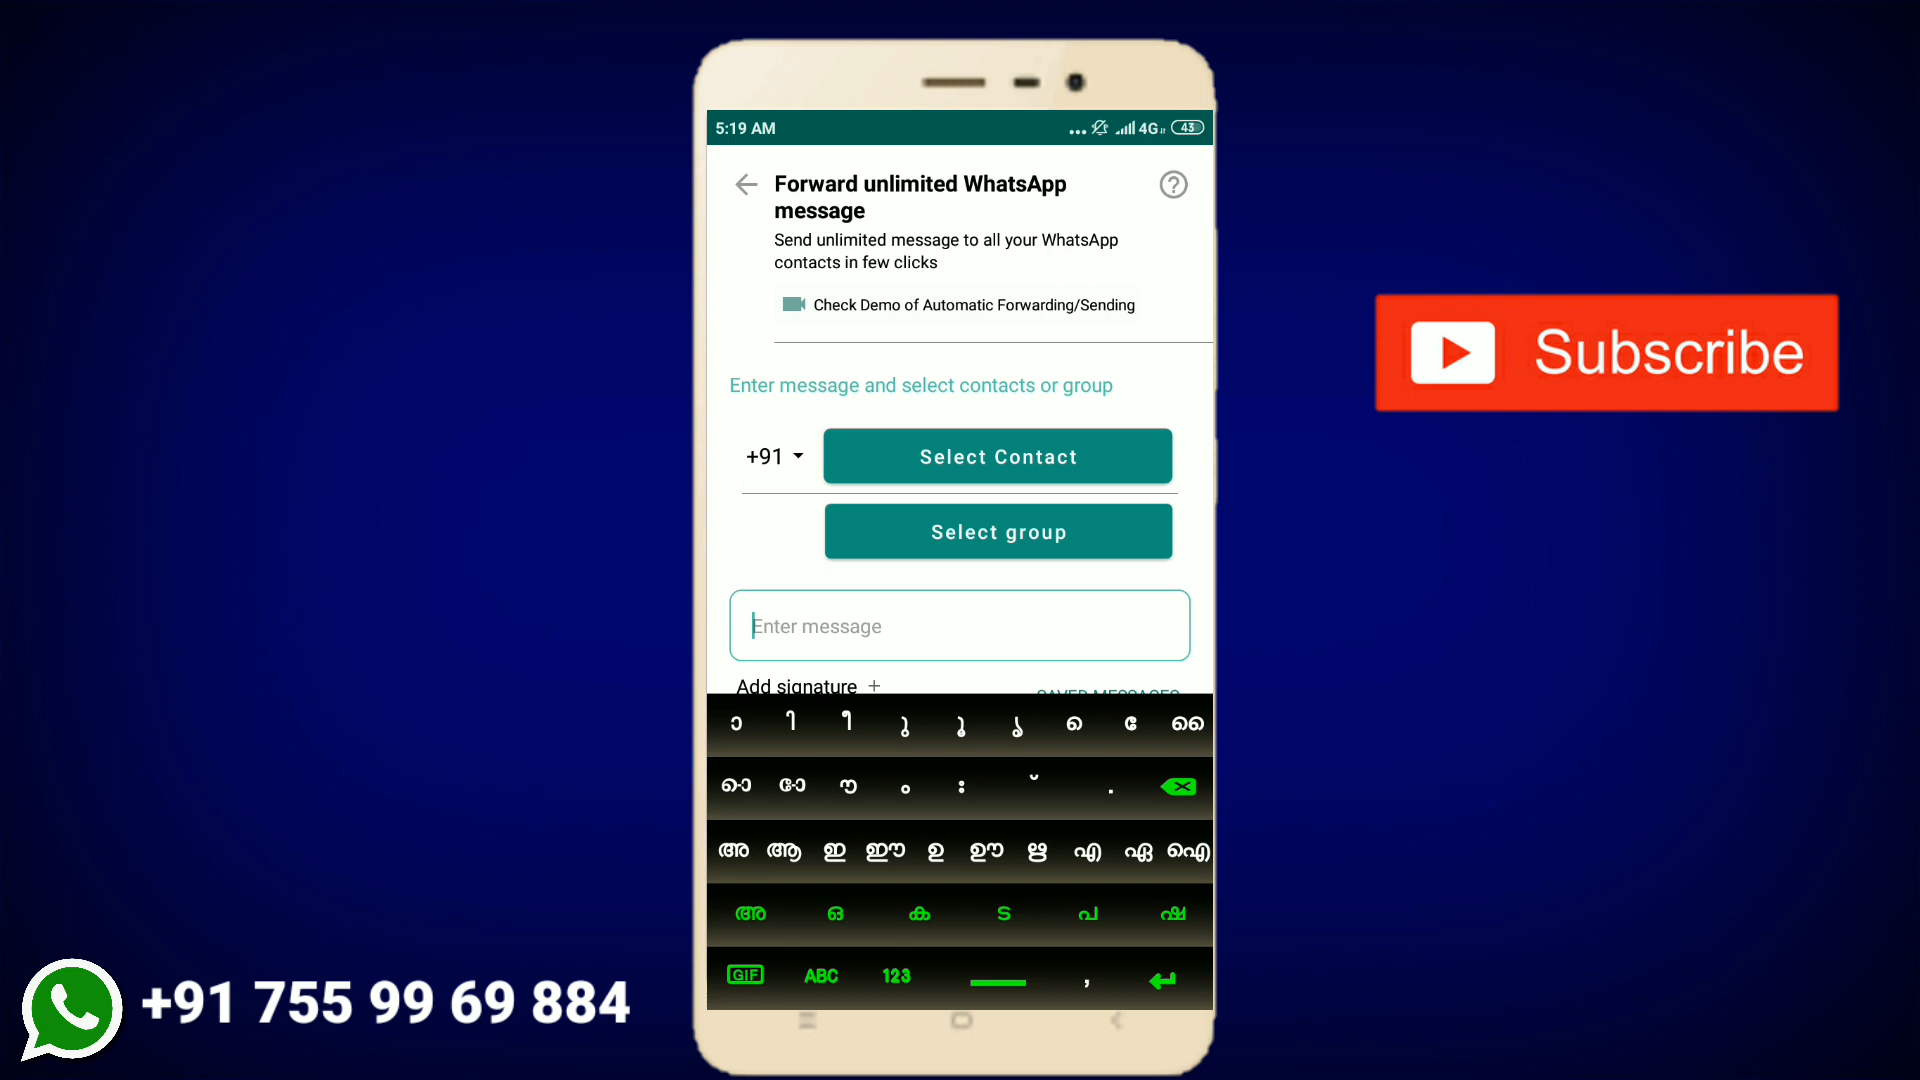 5:19 AM
4G 43
Forward unlimited WhatsApp
message
Send unlimited message to all your WhatsApp
contacts in few clicks
Check Demo of Automatic Forwarding/Sending
Enter message and select contacts or group
+91 Select Contact
Select group
Enter message
Add signature +
SAVED MESSAGES
ാ ി ീ ു ൂ ൃ െ േ ൈ
ൊ ോ ൗ ം ഃ ് .
അ ആ ഇ ഈ ഉ ഊ ഋ എ ഏ ഐ
അ ഒ ക ട പ ഷ
GIF ABC 123 ,
Subscribe
+91 755 99 69 884